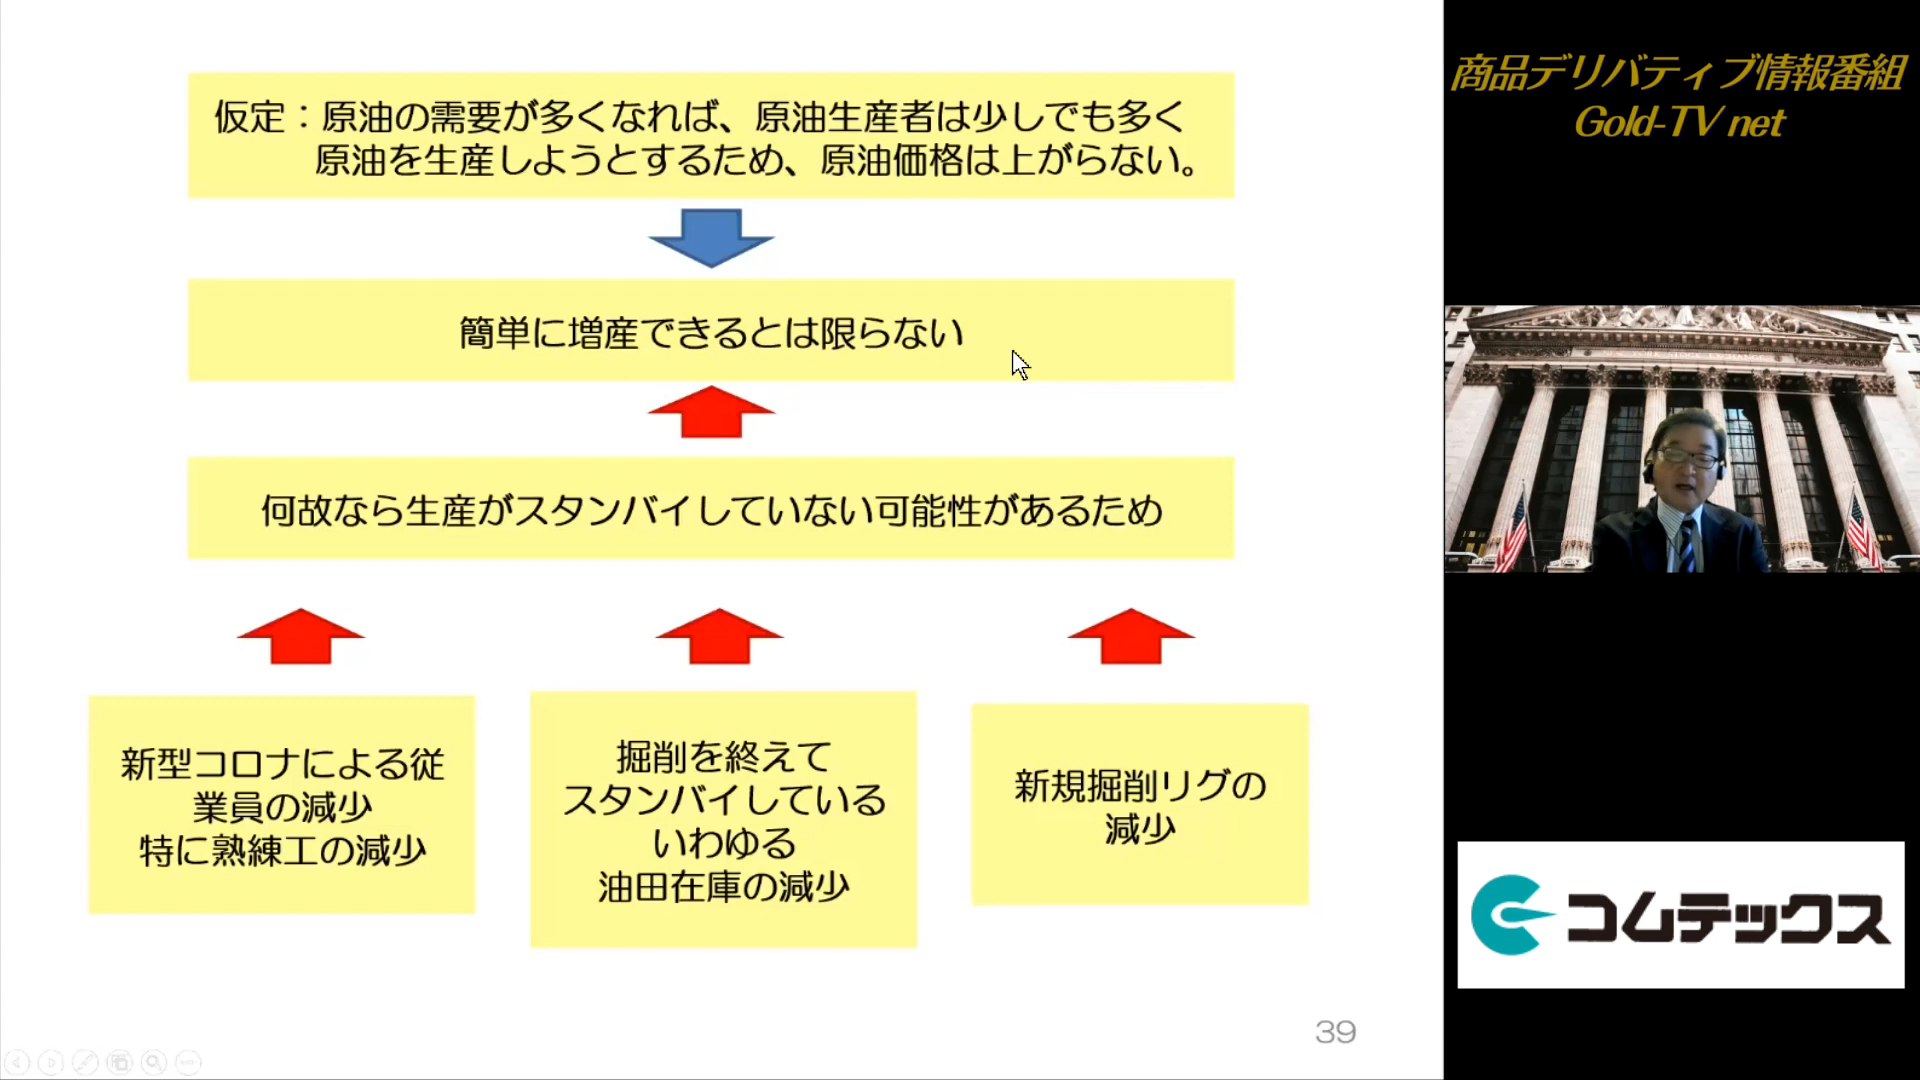 仮定：原油の需要が多くなれば、原油生産者は少しでも多く
原油を生産しようとするため、原油価格は上がらない。
簡単に増産できるとは限らない
何故なら生産がスタンバイしていない可能性があるため
新型コロナによる従
業員の減少
特に熟練工の減少
掘削を終えて
スタンバイしている
いわゆる
油田在庫の減少
新規掘削リグの
減少
39
商品デリバティブ情報番組
Gold-TV net
コムテックス